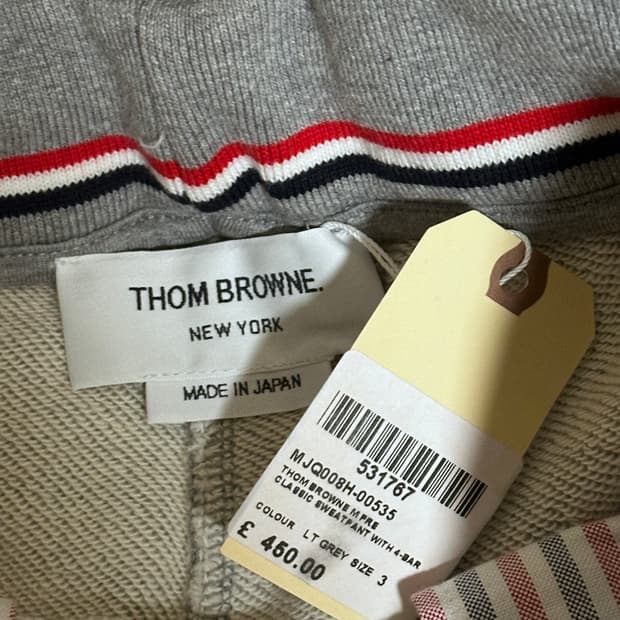 THOM BROWNE.
NEW YORK
MADE IN JAPAN
531767
MJQ008H-00535
THOM BROWNE M PRE
CLASSIC SWEATPANT WITH 4-BAR
COLOUR LT GREY SIZE 3
£ 450.00